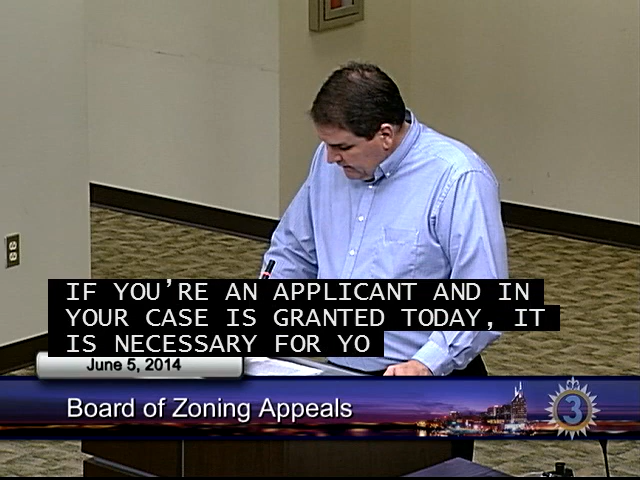 IF YOU'RE AN APPLICANT AND IN
YOUR CASE IS GRANTED TODAY, IT
IS NECESSARY FOR YO
June 5, 2014
Board of Zoning Appeals
3